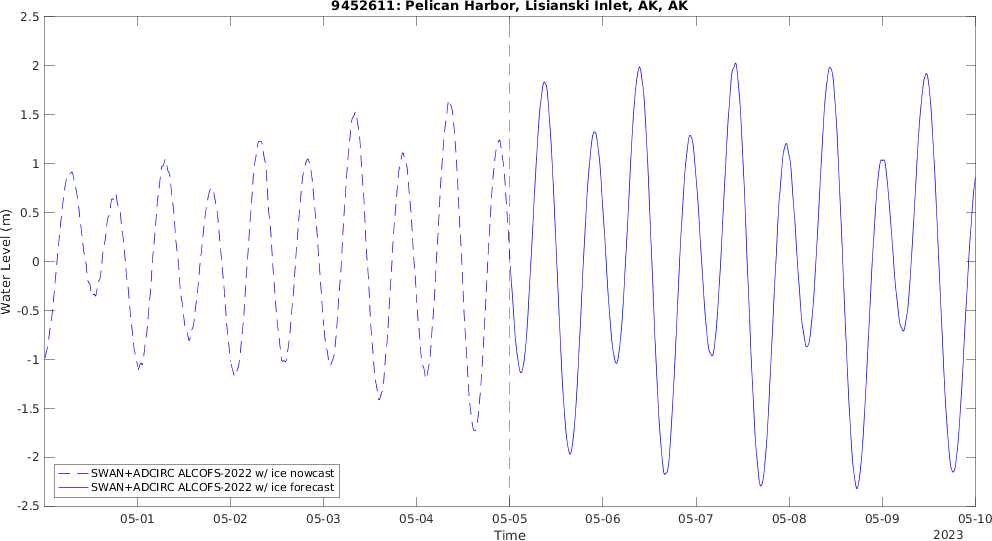 9452611: Pelican Harbor, Lisianski Inlet, AK, AK
2.5
2
1.5
1
0.5
0
-0.5
-1
-1.5
-2
-2.5
Water Level (m)
SWAN+ADCIRC ALCOFS-2022 w/ ice nowcast
SWAN+ADCIRC ALCOFS-2022 w/ ice forecast
05-01 05-02 05-03 05-04 05-05 05-06 05-07 05-08 05-09 05-10
Time
2023